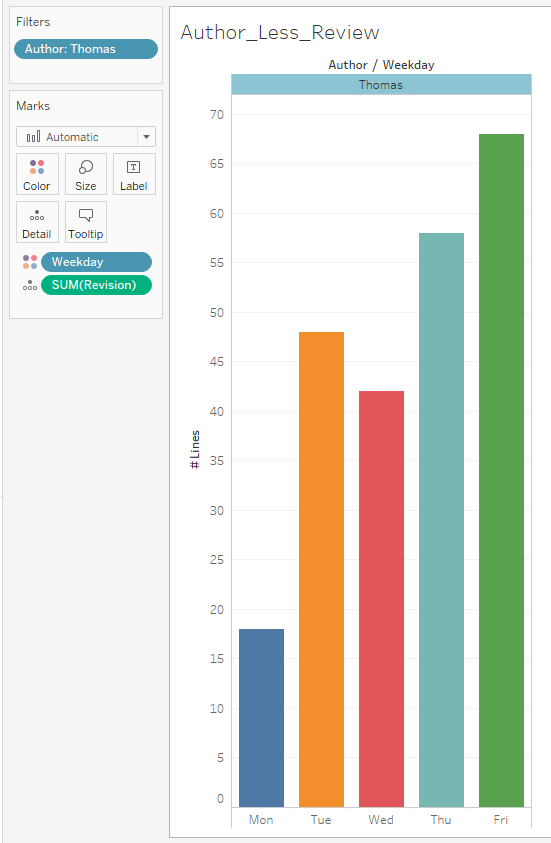 Filters
Author: Thomas
Marks
Automatic
Color
Size
Label
Detail
Tooltip
Weekday
SUM(Revision)
Author_Less_Review
Author / Weekday
Thomas
# Lines
70
65
60
55
50
45
40
35
30
25
20
15
10
5
0
Mon
Tue
Wed
Thu
Fri